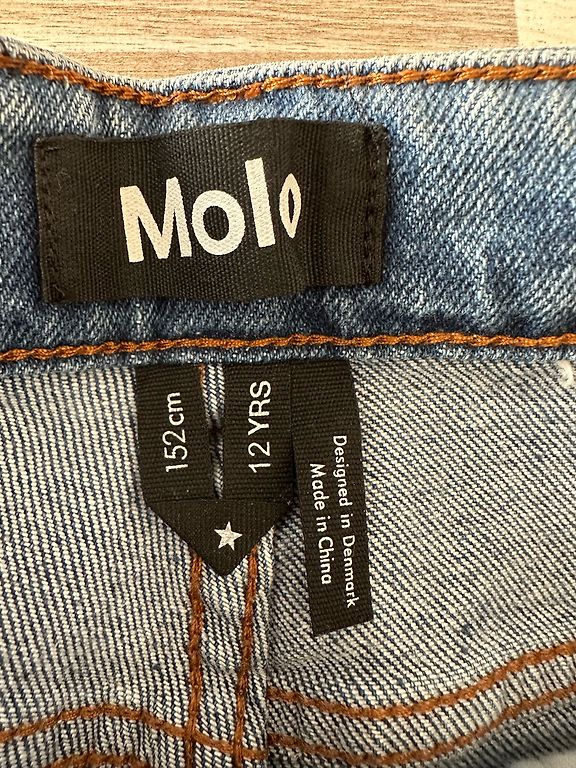 Molo
152cm
12 YRS
Designed in Denmark
Made in China